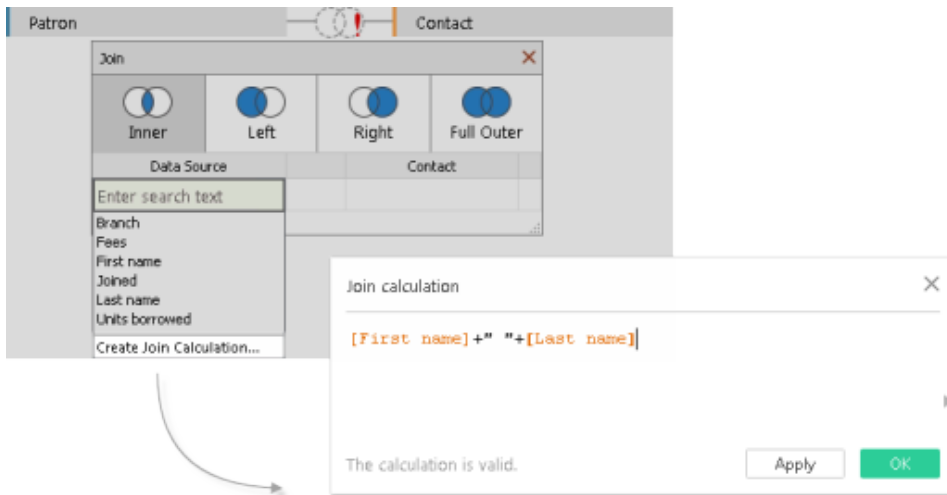 Patron Contact
Join
Inner Left Right Full Outer
Data Source Contact
Enter search text
Branch
Fees
First name
Joined
Last name
Units borrowed
Create Join Calculation...
Join calculation
[First name]+" "+[Last name]
The calculation is valid. Apply OK